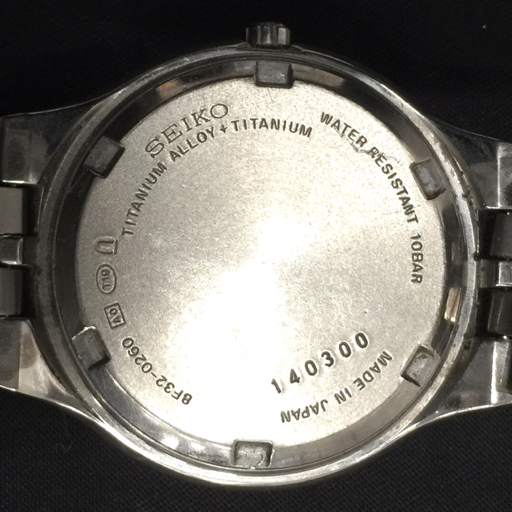 SEIKO
TITANIUM ALLOY + TITANIUM
WATER RESISTANT 10BAR
8F32-0260
140300
MADE IN JAPAN